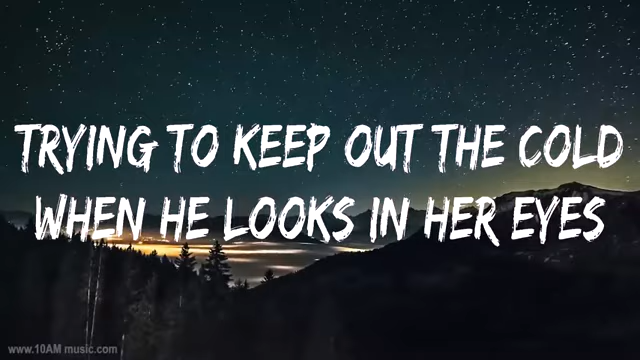 TRYING TO KEEP OUT THE COLD
WHEN HE LOOKS IN HER EYES
www.10AM music.com